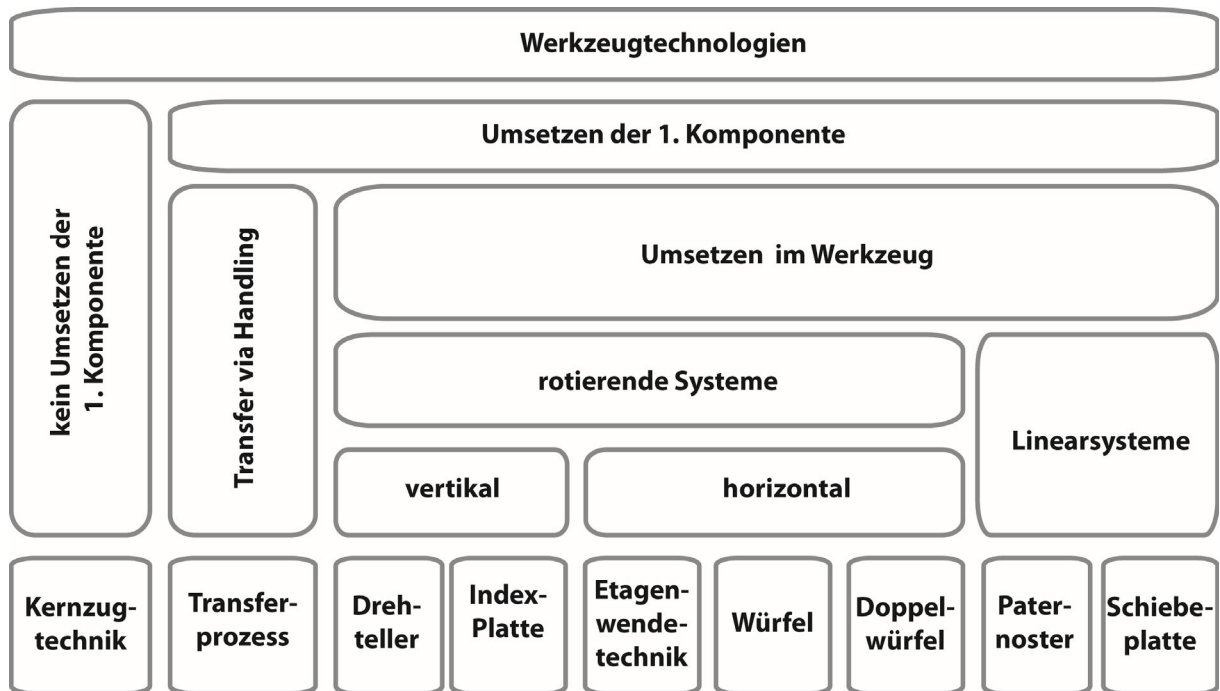 Werkzeugtechnologien
Umsetzen der 1. Komponente
kein Umsetzen der
1. Komponente
Transfer via Handling
Umsetzen im Werkzeug
rotierende Systeme
Linearsysteme
vertikal
horizontal
Kernzug-
technik
Transfer-
prozess
Dreh-
teller
Index-
Platte
Etagen-
wende-
technik
Würfel
Doppel-
würfel
Pater-
noster
Schiebe-
platte